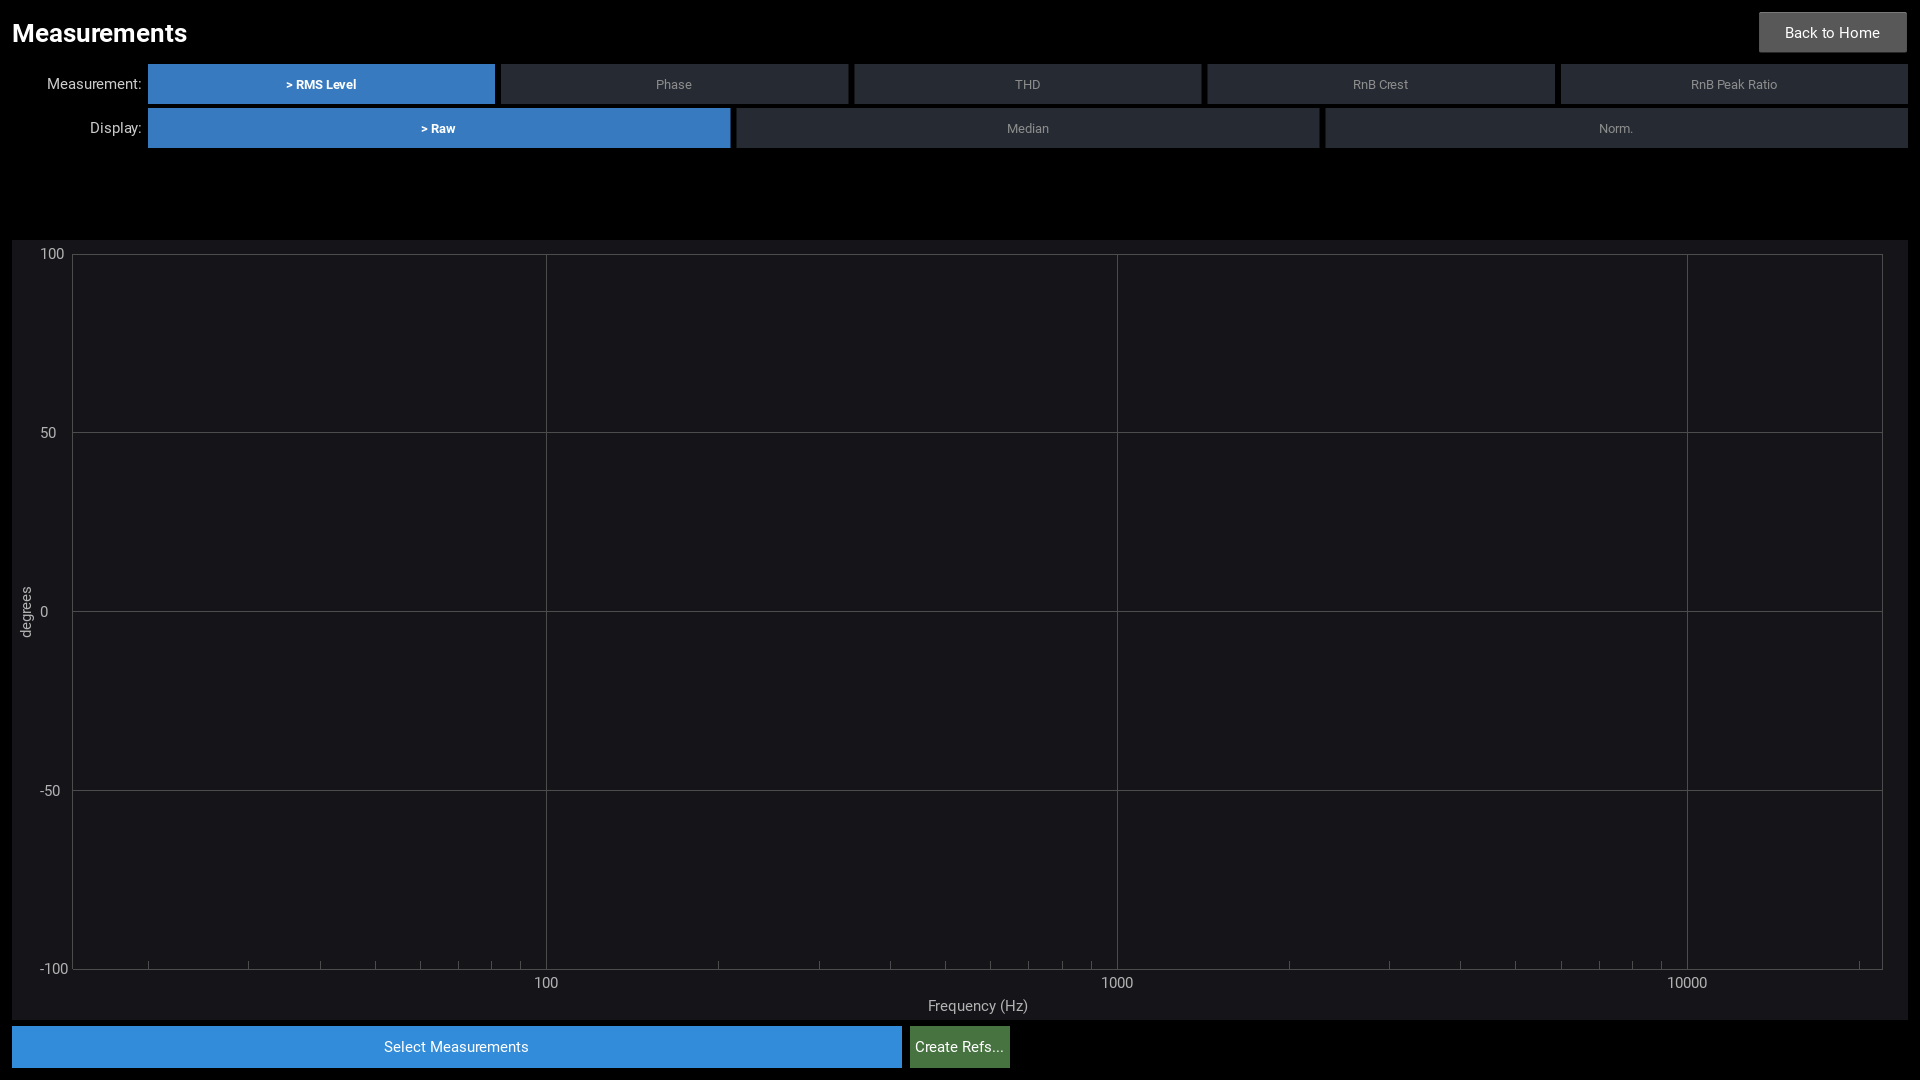 Measurements
Back to Home
Measurement:
> RMS Level
Phase
THD
RnB Crest
RnB Peak Ratio
Display:
> Raw
Median
Norm.
100
50
0
-50
-100
degrees
100
1000
10000
Frequency (Hz)
Select Measurements
Create Refs...